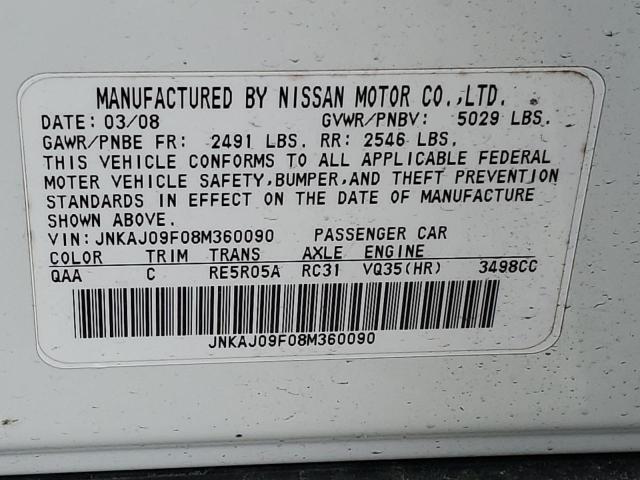 MANUFACTURED BY NISSAN MOTOR CO.,LTD.
DATE: 03/08 GVWR/PNBV: 5029 LBS.
GAWR/PNBE FR: 2491 LBS. RR: 2546 LBS.
THIS VEHICLE CONFORMS TO ALL APPLICABLE FEDERAL
MOTOR VEHICLE SAFETY,BUMPER,AND THEFT PREVENTION
STANDARDS IN EFFECT ON THE DATE OF MANUFACTURE
SHOWN ABOVE.
VIN:JNKAJ09F08M360090 PASSENGER CAR
COLOR TRIM TRANS AXLE ENGINE
QAA C RE5R05A RC31 VQ35(HR) 3498CC
JNKAJ09F08M360090